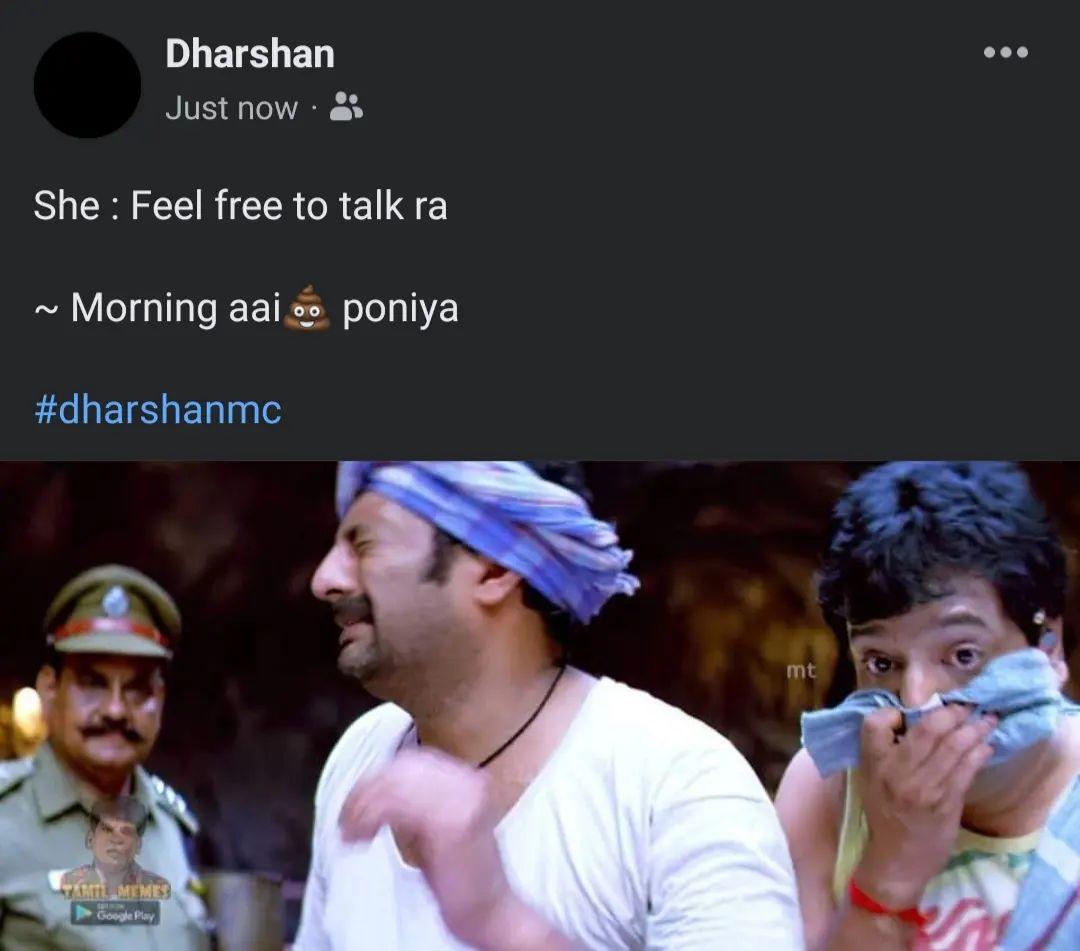 Dharshan
Just now ·
She : Feel free to talk ra
~ Morning aai💩 poniya
#dharshanmc
mt
TAMIL MEMES
Google Play